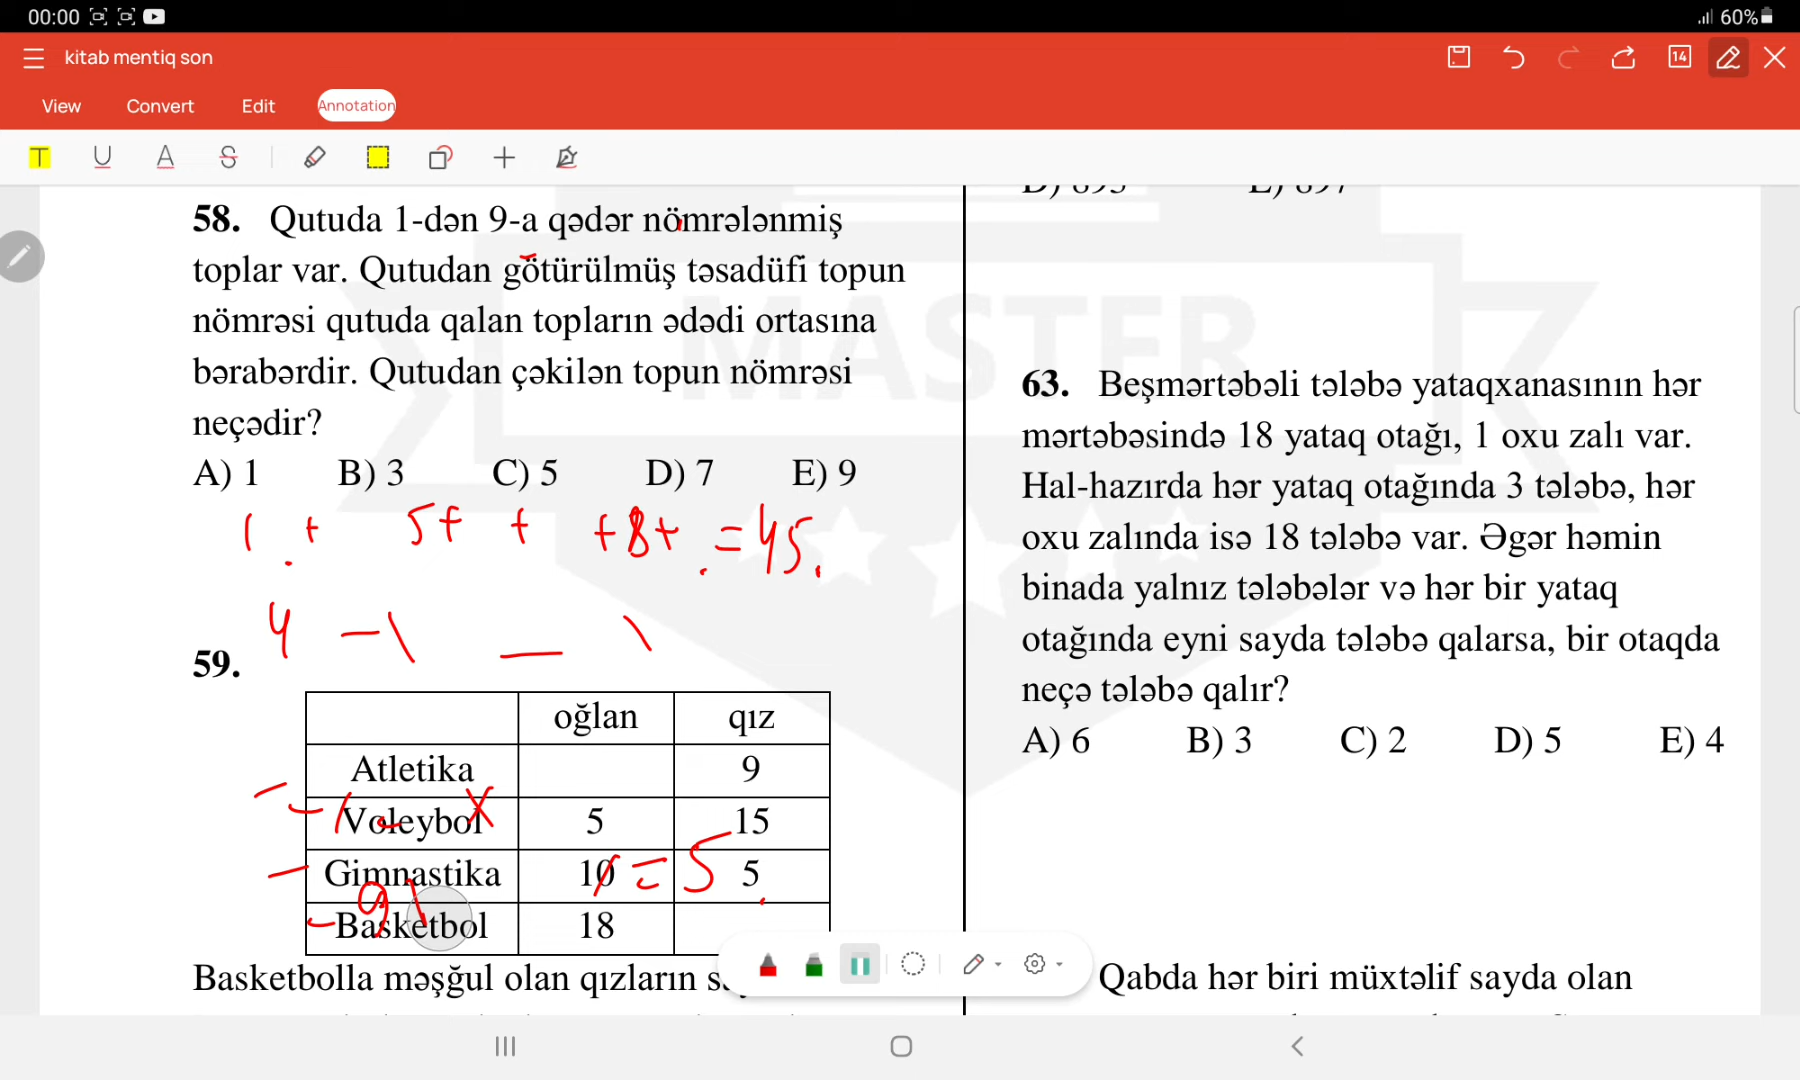 00:00
60%
kitab mentiq son
14
View Convert Edit Annotation
T U A S
58. Qutuda 1-dən 9-a qədər nömrələnmiş
toplar var. Qutudan götürülmüş təsadüfi topun
nömrəsi qutuda qalan topların ədədi ortasına
bərabərdir. Qutudan çəkilən topun nömrəsi
neçədir?
A) 1 B) 3 C) 5 D) 7 E) 9
1 + 5+ + +8+ = 45
4
59.
oğlan qız
Atletika 9
Voleybol 5 15
Gimnastika 10 5
= 5
Basketbol 18
9
Basketbolla məşğul olan qızların
MASTER
63. Beşmərtəbəli tələbə yataqxanasının hər
mərtəbəsində 18 yataq otağı, 1 oxu zalı var.
Hal-hazırda hər yataq otağında 3 tələbə, hər
oxu zalında isə 18 tələbə var. Əgər həmin
binada yalnız tələbələr və hər bir yataq
otağında eyni sayda tələbə qalarsa, bir otaqda
neçə tələbə qalır?
A) 6 B) 3 C) 2 D) 5 E) 4
Qabda hər biri müxtəlif sayda olan